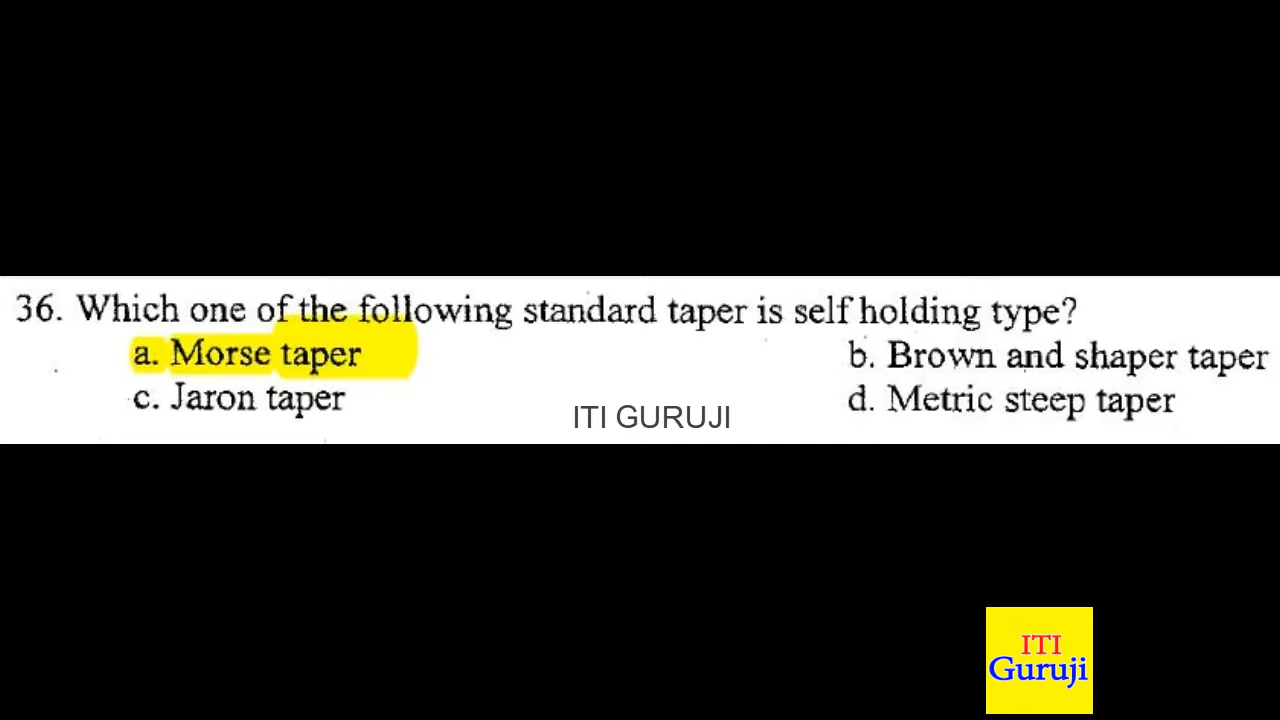 36. Which one of the following standard taper is self holding type?
a. Morse taper b. Brown and shaper taper
c. Jaron taper d. Metric steep taper
ITI GURUJI
ITI
Guruji